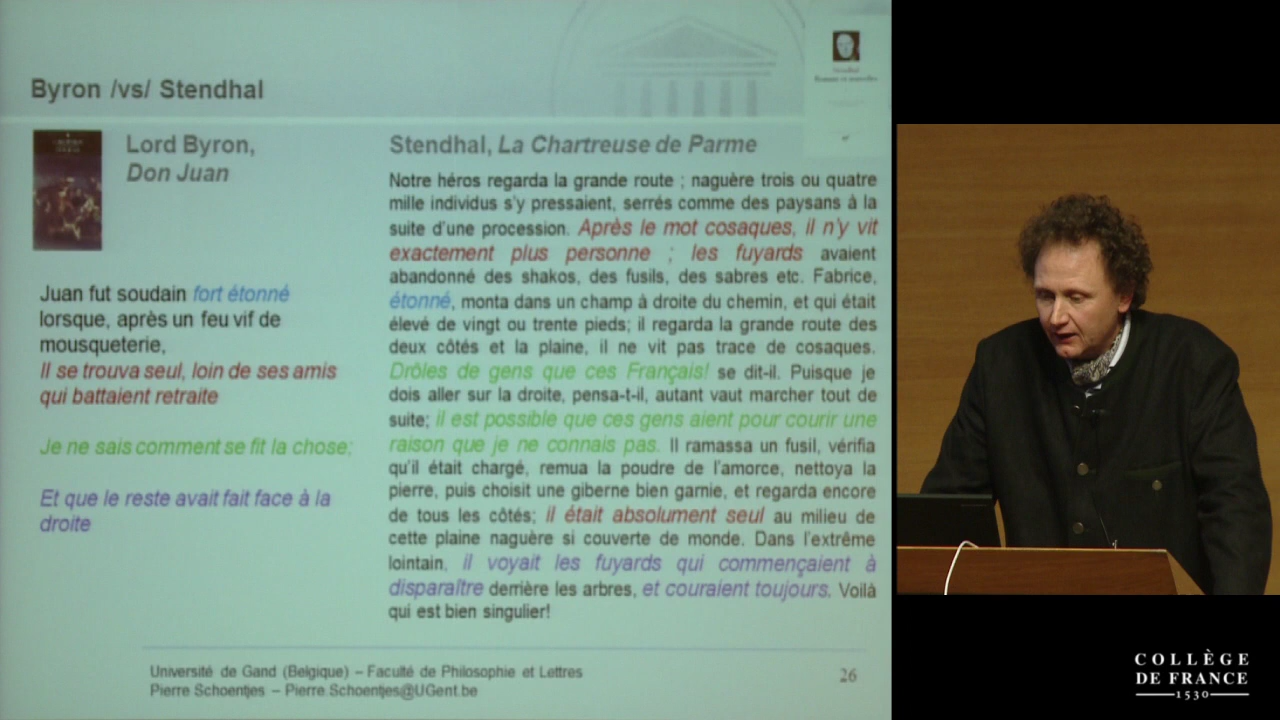 Byron /vs/ Stendhal
Lord Byron,
Don Juan
Juan fut soudain fort étonné
lorsque, après un feu vif de
mousqueterie,
Il se trouva seul, loin de ses amis
qui battaient retraite
Je ne sais comment se fit la chose;
Et que le reste avait fait face à la
droite
Stendhal, La Chartreuse de Parme
Notre héros regarda la grande route ; naguère trois ou quatre
mille individus s'y pressaient, serrés comme des paysans à la
suite d'une procession. Après le mot cosaques, il n'y vit
exactement plus personne ; les fuyards avaient
abandonné des shakos, des fusils, des sabres etc. Fabrice,
étonné, monta dans un champ à droite du chemin, et qui était
élevé de vingt ou trente pieds; il regarda la grande route des
deux côtés et la plaine, il ne vit pas trace de cosaques.
Drôles de gens que ces Français! se dit-il. Puisque je
dois aller sur la droite, pensa-t-il, autant vaut marcher tout de
suite; il est possible que ces gens aient pour courir une
raison que je ne connais pas. Il ramassa un fusil, vérifia
qu'il était chargé, remua la poudre de l'amorce, nettoya la
pierre, puis choisit une giberne bien garnie, et regarda encore
de tous les côtés; il était absolument seul au milieu de
cette plaine naguère si couverte de monde. Dans l'extrême
lointain, il voyait les fuyards qui commençaient à
disparaître derrière les arbres, et couraient toujours. Voilà
qui est bien singulier!
Université de Gand (Belgique) – Faculté de Philosophie et Lettres
Pierre Schoentjes – Pierre.Schoentjes@UGent.be
26
COLLÈGE
DE FRANCE
1530